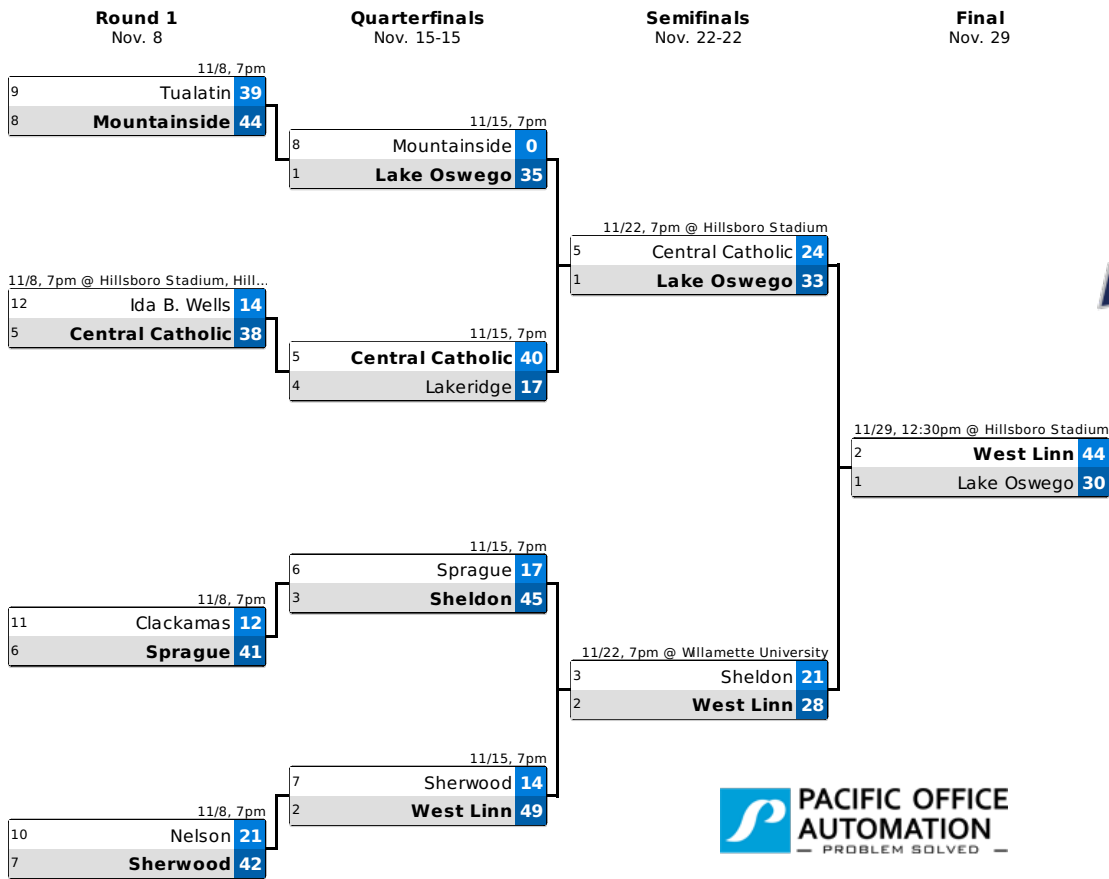 Round 1
Nov. 8
Quarterfinals
Nov. 15-15
Semifinals
Nov. 22-22
Final
Nov. 29
11/8, 7pm
9 Tualatin 39
8 Mountainside 44
11/15, 7pm
8 Mountainside 0
1 Lake Oswego 35
11/22, 7pm @ Hillsboro Stadium
5 Central Catholic 24
1 Lake Oswego 33
11/8, 7pm @ Hillsboro Stadium, Hill...
12 Ida B. Wells 14
5 Central Catholic 38
11/15, 7pm
5 Central Catholic 40
4 Lakeridge 17
11/29, 12:30pm @ Hillsboro Stadium
2 West Linn 44
1 Lake Oswego 30
11/15, 7pm
6 Sprague 17
3 Sheldon 45
11/8, 7pm
11 Clackamas 12
6 Sprague 41
11/22, 7pm @ Willamette University
3 Sheldon 21
2 West Linn 28
11/15, 7pm
7 Sherwood 14
2 West Linn 49
11/8, 7pm
10 Nelson 21
7 Sherwood 42
PACIFIC OFFICE
AUTOMATION
— PROBLEM SOLVED —